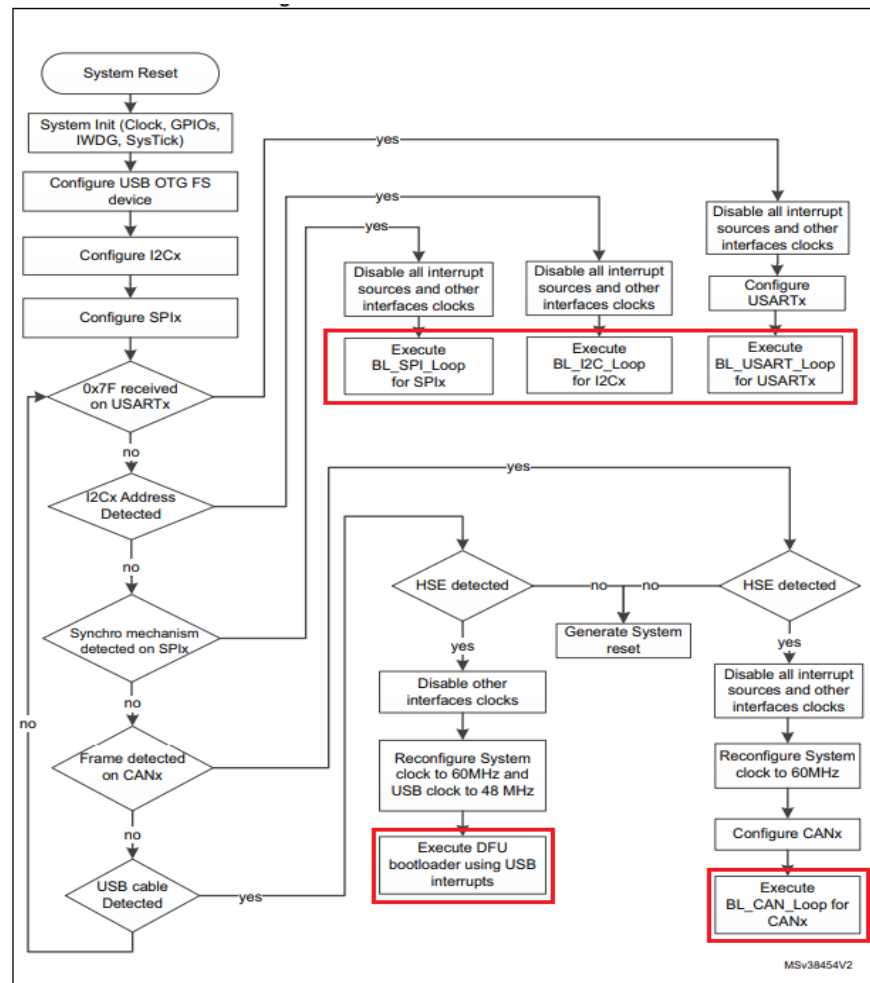 System Reset
System Init (Clock, GPIOs,
IWDG, SysTick)
Configure USB OTG FS
device
Configure I2Cx
Configure SPIx
0x7F received
on USARTx
yes
no
I2Cx Address
Detected
yes
no
Synchro mechanism
detected on SPIx
yes
no
Frame detected
on CANx
yes
no
USB cable
Detected
yes
no
Disable all interrupt
sources and other
interfaces clocks
Execute
BL_SPI_Loop
for SPIx
Disable all interrupt
sources and other
interfaces clocks
Execute
BL_I2C_Loop
for I2Cx
Disable all interrupt
sources and other
interfaces clocks
Configure
USARTx
Execute
BL_USART_Loop
for USARTx
HSE detected
no
no
HSE detected
Generate System
reset
yes
Disable other
interfaces clocks
Reconfigure System
clock to 60MHz and
USB clock to 48 MHz
Execute DFU
bootloader using USB
interrupts
yes
Disable all interrupt
sources and other
interfaces clocks
Reconfigure System
clock to 60MHz
Configure CANx
Execute
BL_CAN_Loop for
CANx
MSv38454V2